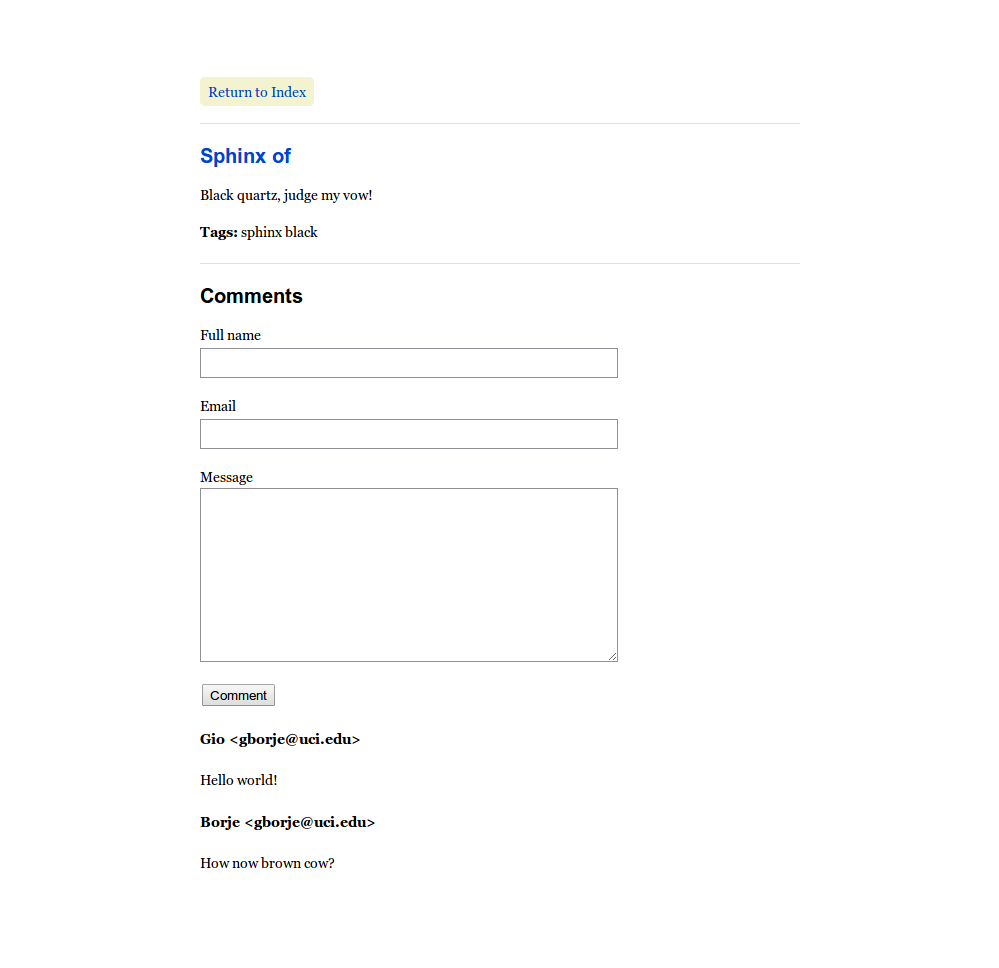 Return to Index
Sphinx of
Black quartz, judge my vow!
Tags: sphinx black
Comments
Full name
Email
Message
Comment
Gio <gborje@uci.edu>
Hello world!
Borje <gborje@uci.edu>
How now brown cow?